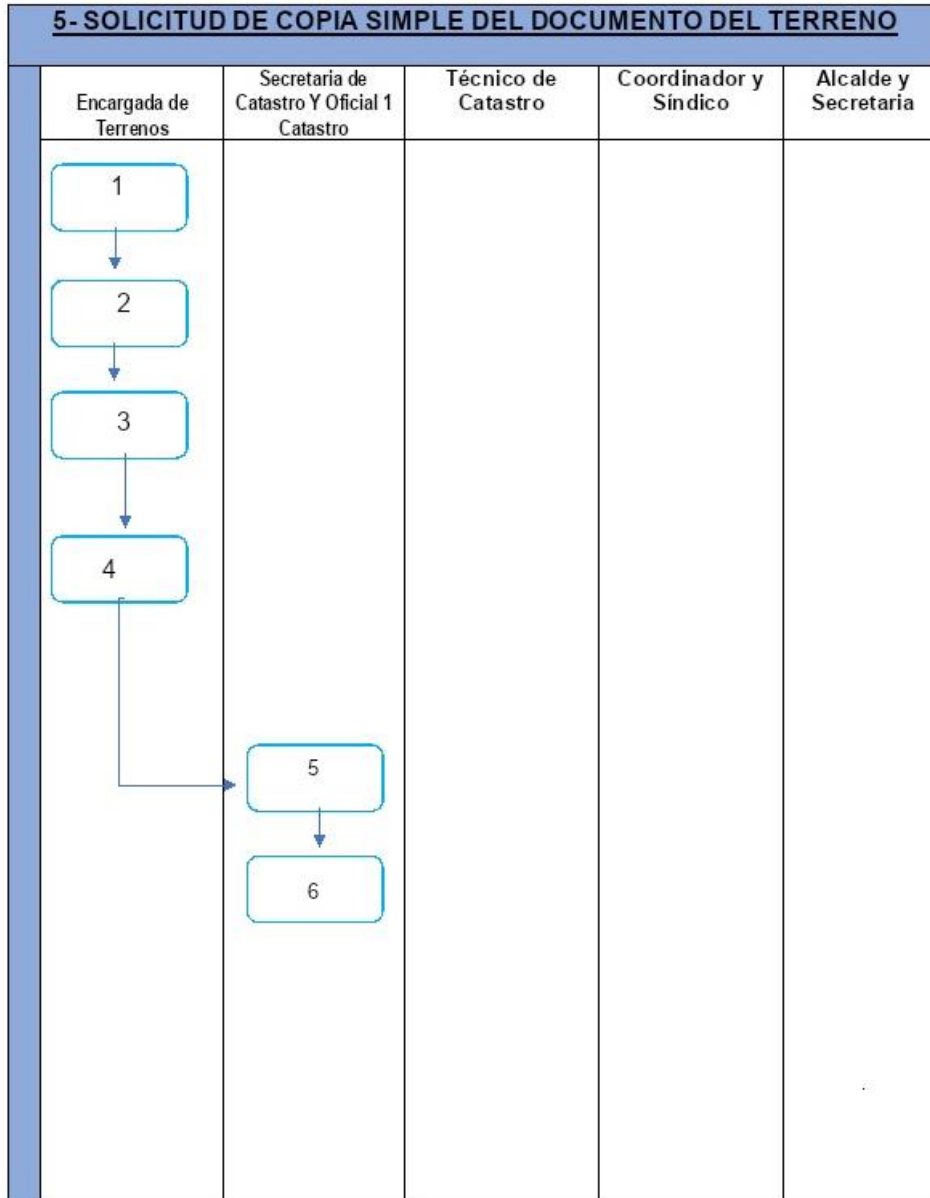 5- SOLICITUD DE COPIA SIMPLE DEL DOCUMENTO DEL TERRENO
Encargada de
Terrenos
Secretaria de
Catastro Y Oficial 1
Catastro
Técnico de
Catastro
Coordinador y
Síndico
Alcalde y
Secretaria
1
2
3
4
5
6